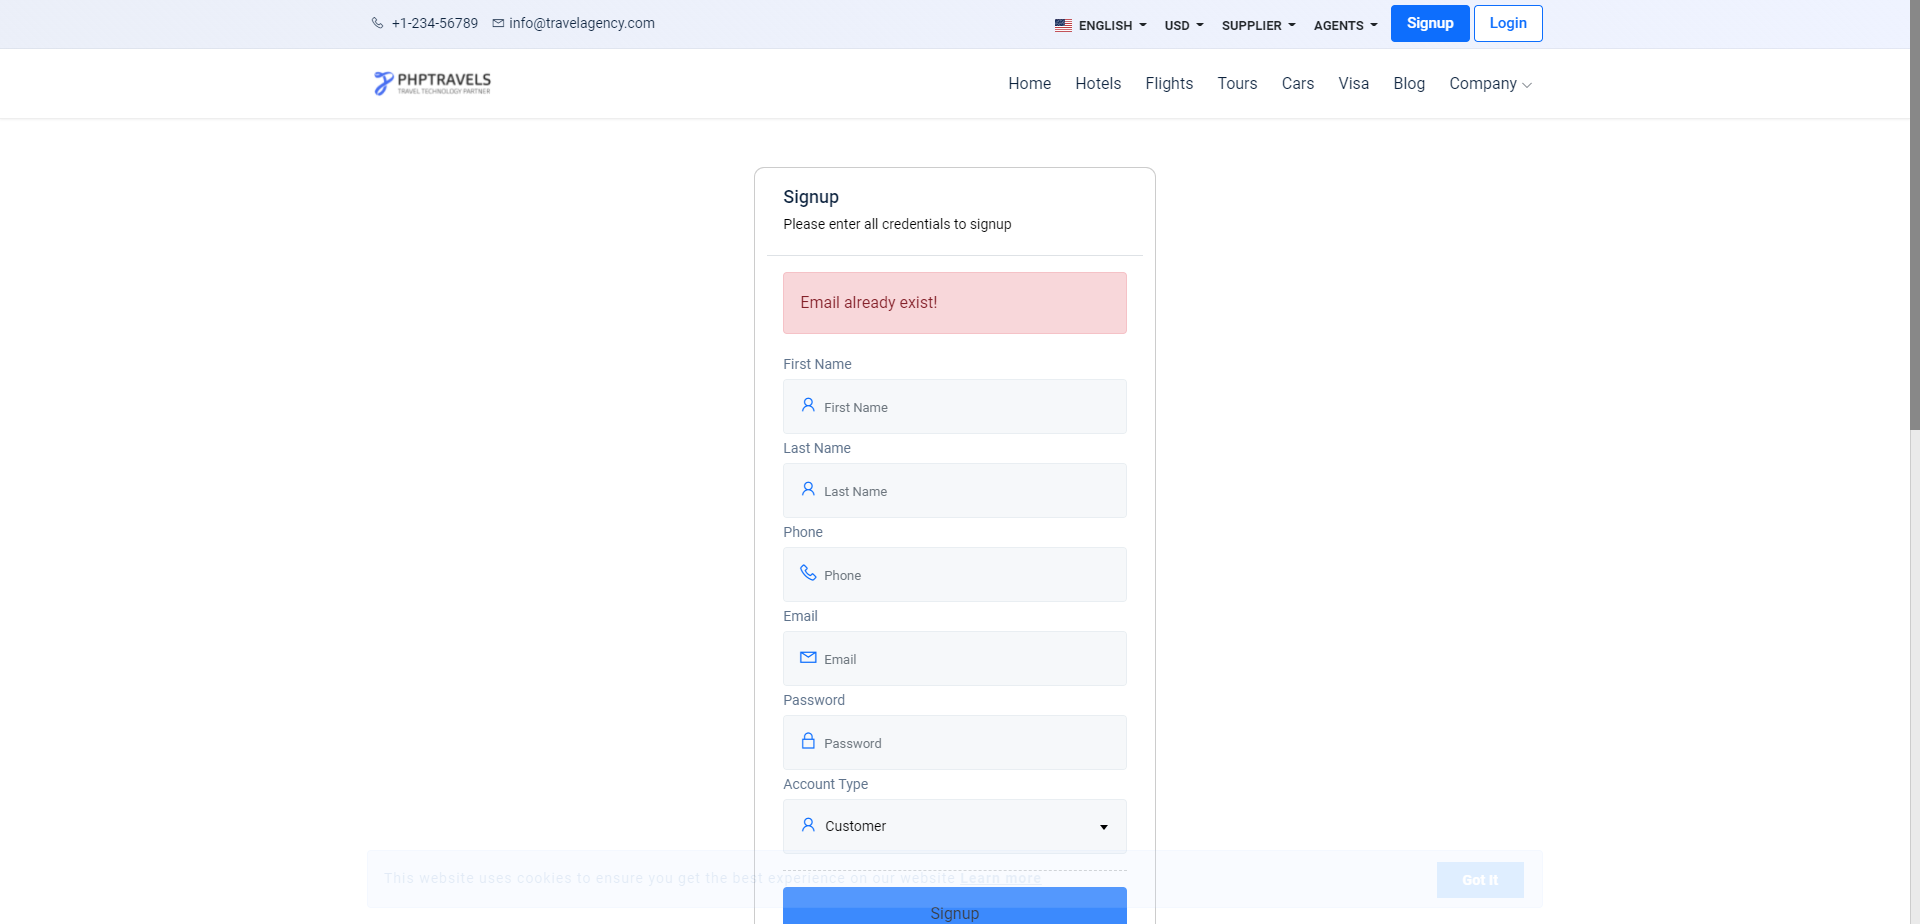 +1-234-56789 info@travelagency.com ENGLISH USD SUPPLIER AGENTS Signup Login
PHPTRAVELS
TRAVEL TECHNOLOGY PARTNER
Home Hotels Flights Tours Cars Visa Blog Company
Signup
Please enter all credentials to signup
Email already exist!
First Name
First Name
Last Name
Last Name
Phone
Phone
Email
Email
Password
Password
Account Type
Customer
This website uses cookies to ensure you get the best experience on our website Learn more
Got It
Signup